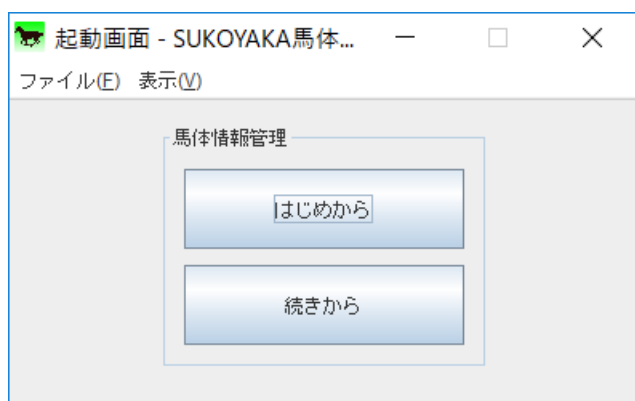 起動画面 - SUKOYAKA馬体...
ファイル(F) 表示(V)
馬体情報管理
はじめから
続きから